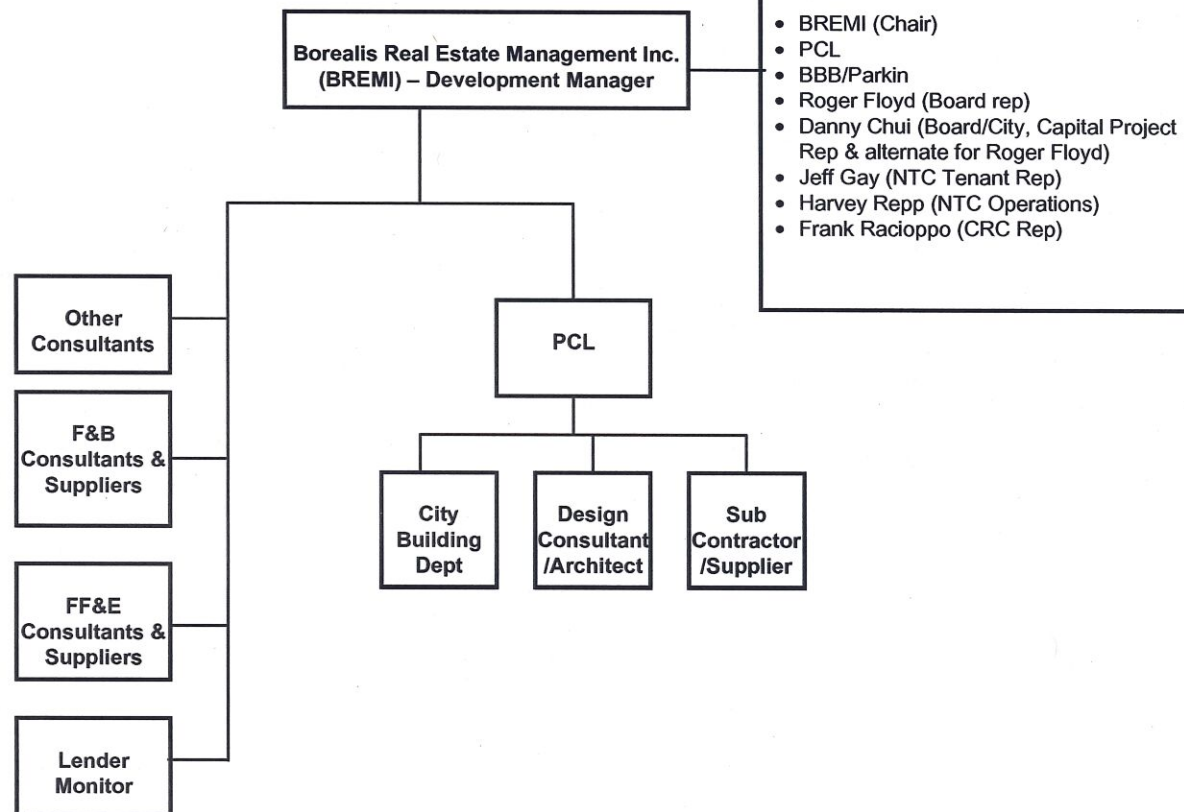 Borealis Real Estate Management Inc.
(BREMI) – Development Manager
• BREMI (Chair)
• PCL
• BBB/Parkin
• Roger Floyd (Board rep)
• Danny Chui (Board/City, Capital Project
Rep & alternate for Roger Floyd)
• Jeff Gay (NTC Tenant Rep)
• Harvey Repp (NTC Operations)
• Frank Racioppo (CRC Rep)
Other
Consultants
F&B
Consultants &
Suppliers
FF&E
Consultants &
Suppliers
Lender
Monitor
PCL
City
Building
Dept
Design
Consultant
/Architect
Sub
Contractor
/Supplier